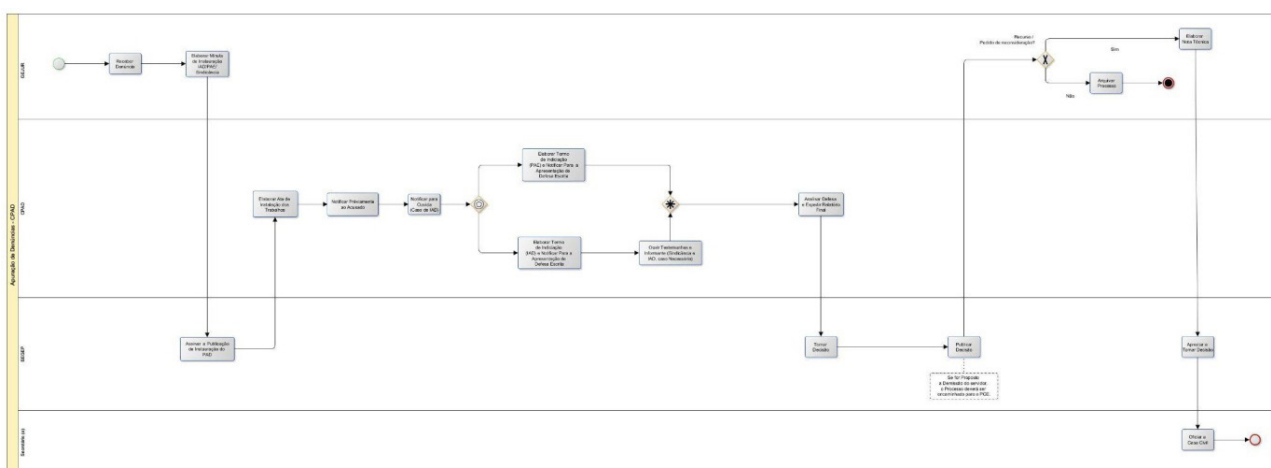 Apuração de Denúncias - CPAD
Receber
Denúncia
Elaborar Minuta
de Instauração
IAD/PAE/
Sindicância
Recurso /
Pedido de reconsideração?
Sim
Não
Elaborar
Nota Técnica
Arquivar
Processo
CPAD
Elaborar Ata de
Instalação dos
Trabalhos
Notificar Previamente
ao Acusado
Notificar para
(Caso de IAD)
Elaborar Termo
de Indiciação
(PAE) e Notificar Para a
Apresentação de
Defesa Escrita
Elaborar Termo
de Indiciação
(IAD) e Notificar Para a
Apresentação de
Defesa Escrita
Ouvir Testemunhas e
Informante (Sindicância e
IAD, caso Necessário)
Analisar Defesa
e Expedir Relatório
Final
SEGEP
Assinar a Publicação
de Instauração do
PAD
Tomar
Decisão
Publicar
Decisão
Se for Proposta
a Demissão do servidor,
o Processo deverá ser
encaminhado para a PGE.
Apreciar e
Tomar Decisão
Oficiar a
Casa Civil